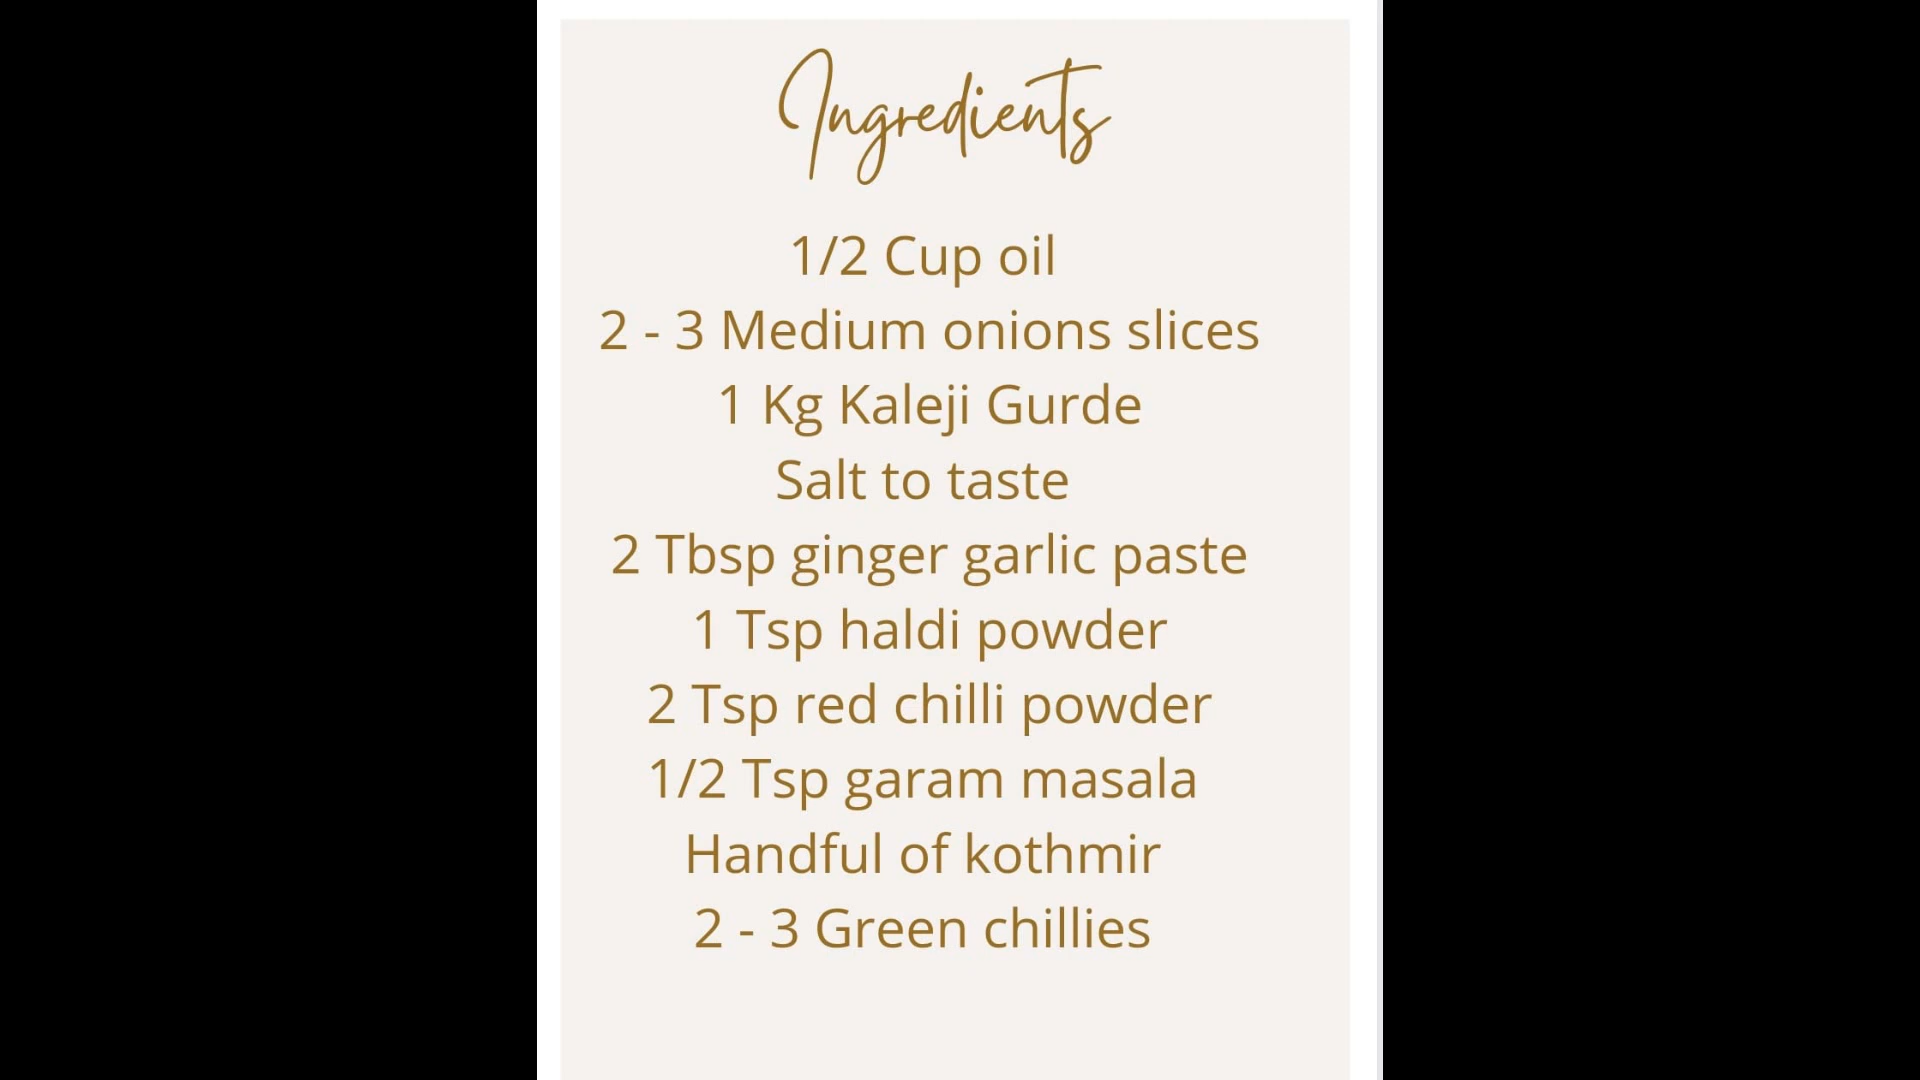 Ingredients
1/2 Cup oil
2 - 3 Medium onions slices
1 Kg Kaleji Gurde
Salt to taste
2 Tbsp ginger garlic paste
1 Tsp haldi powder
2 Tsp red chilli powder
1/2 Tsp garam masala
Handful of kothmir
2 - 3 Green chillies